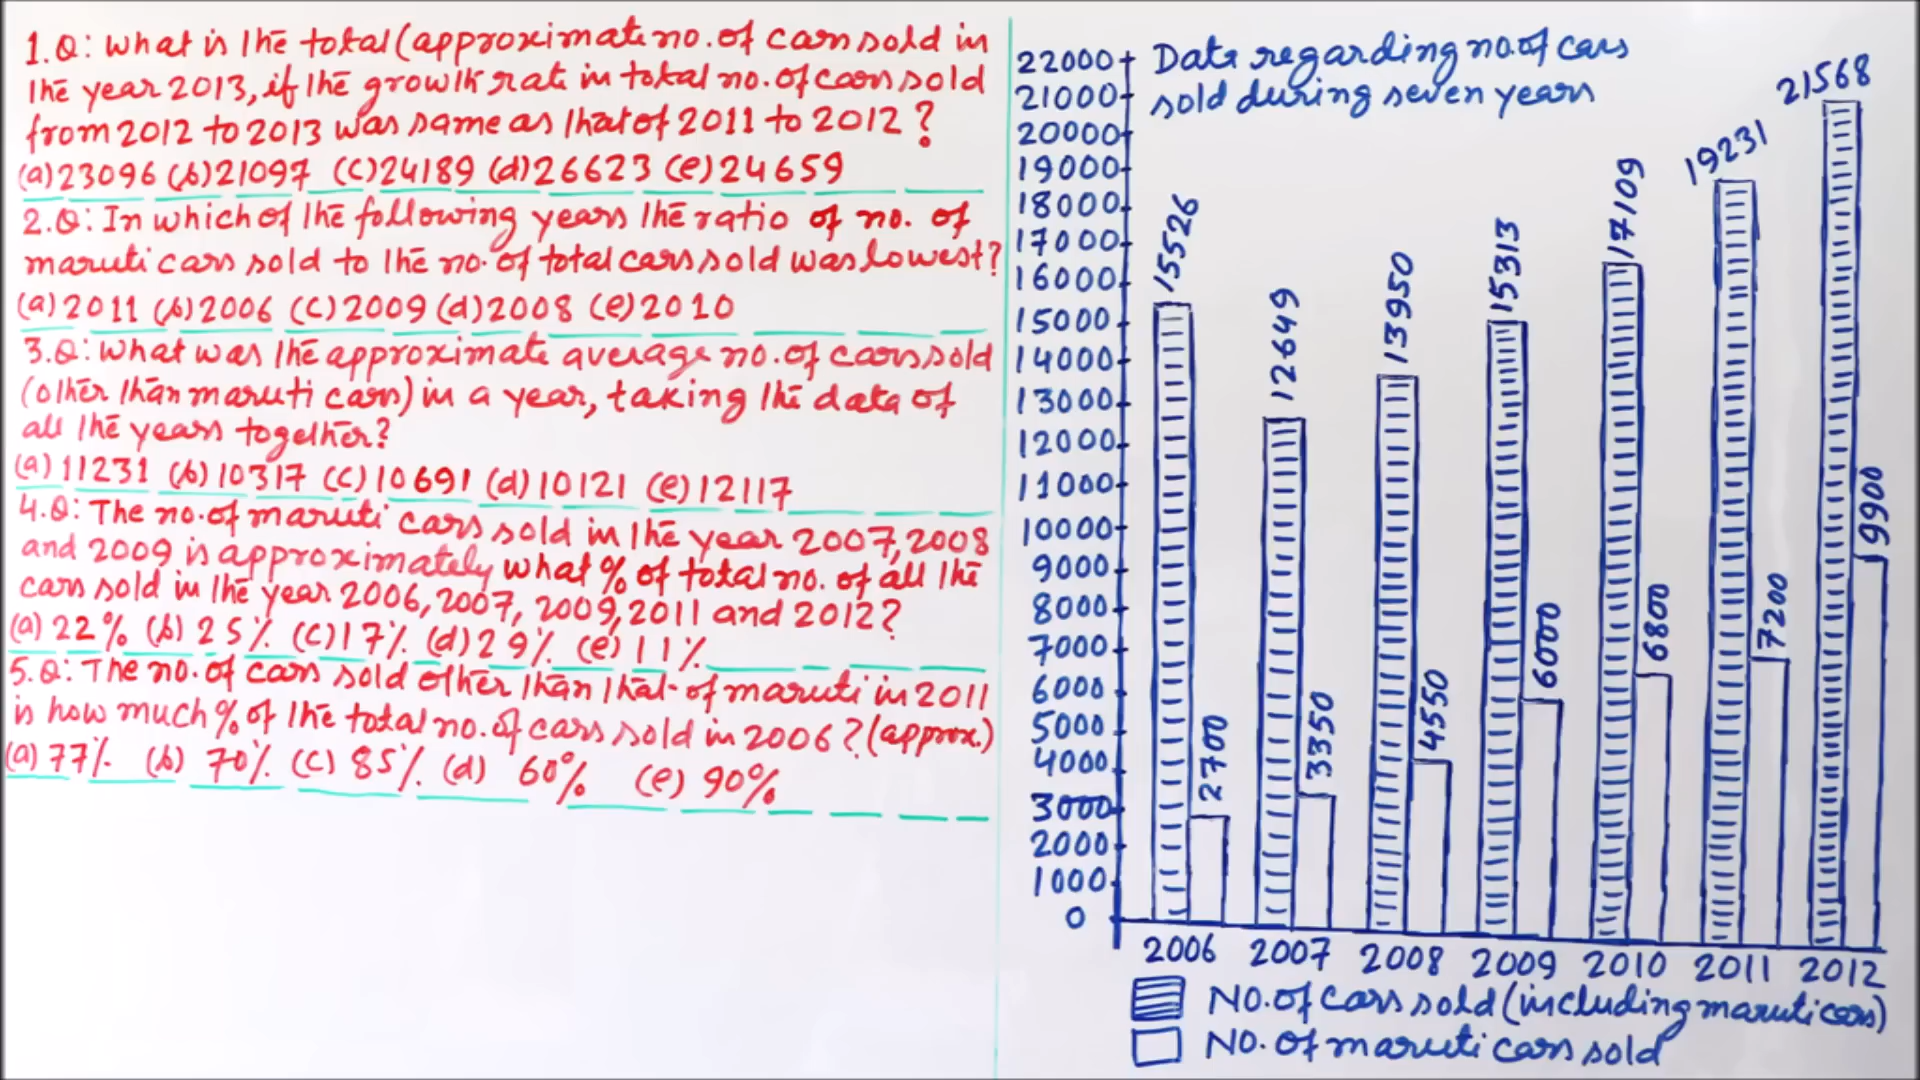 1.Q: what is the total (approximate no. of cars sold in
the year 2013, if the growth rate in total no. of cars sold
from 2012 to 2013 was same as that of 2011 to 2012?
(a) 23096 (b) 21097 (c) 24189 (d) 26623 (e) 24659
2.Q: In which of the following years the ratio of no. of
maruti cars sold to the no. of total cars sold was lowest?
(a) 2011 (b) 2006 (c) 2009 (d) 2008 (e) 2010
3.Q: What was the approximate average no. of cars sold
(other than maruti cars) in a year, taking the data of
all the years together?
(a) 11231 (b) 10317 (c) 10691 (d) 10121 (e) 12117
4.Q: The no. of maruti cars sold in the year 2007, 2008
and 2009 is approximately what % of total no. of all the
cars sold in the year 2006, 2007, 2009, 2011 and 2012?
(a) 22% (b) 25% (c) 17% (d) 29% (e) 11%
5.Q: The no. of cars sold other than that of maruti in 2011
is how much % of the total no. of cars sold in 2006? (approx.)
(a) 77% (b) 70% (c) 85% (d) 60% (e) 90%
Data regarding no. of cars
sold during seven years
22000
21000
20000
19000
18000
17000
16000
15000
14000
13000
12000
11000
10000
9000
8000
7000
6000
5000
4000
3000
2000
1000
0
15526
2700
12649
3350
13950
4550
15313
6000
17109
6800
19231
7200
21568
9900
2006 2007 2008 2009 2010 2011 2012
NO. of cars sold (including maruti cars)
NO. of maruti cars sold